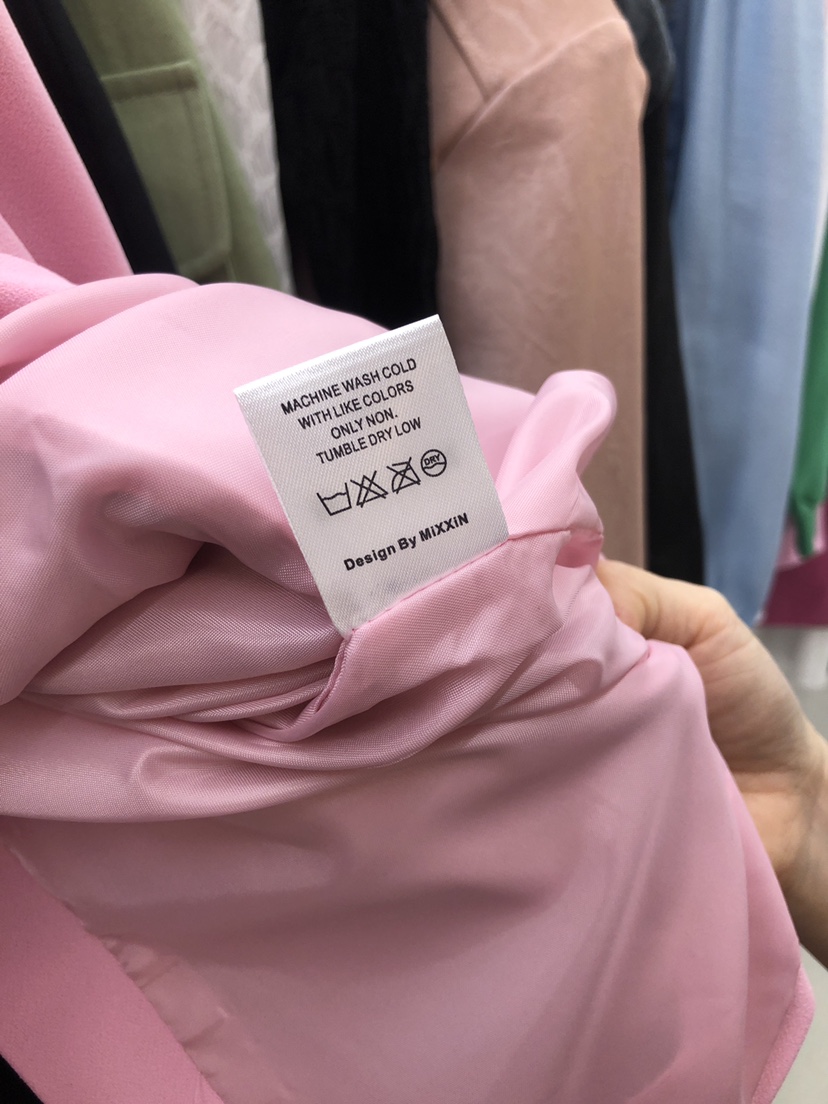 MACHINE WASH COLD
WITH LIKE COLORS
ONLY NON.
TUMBLE DRY LOW
DRY
Design By MiXXiN